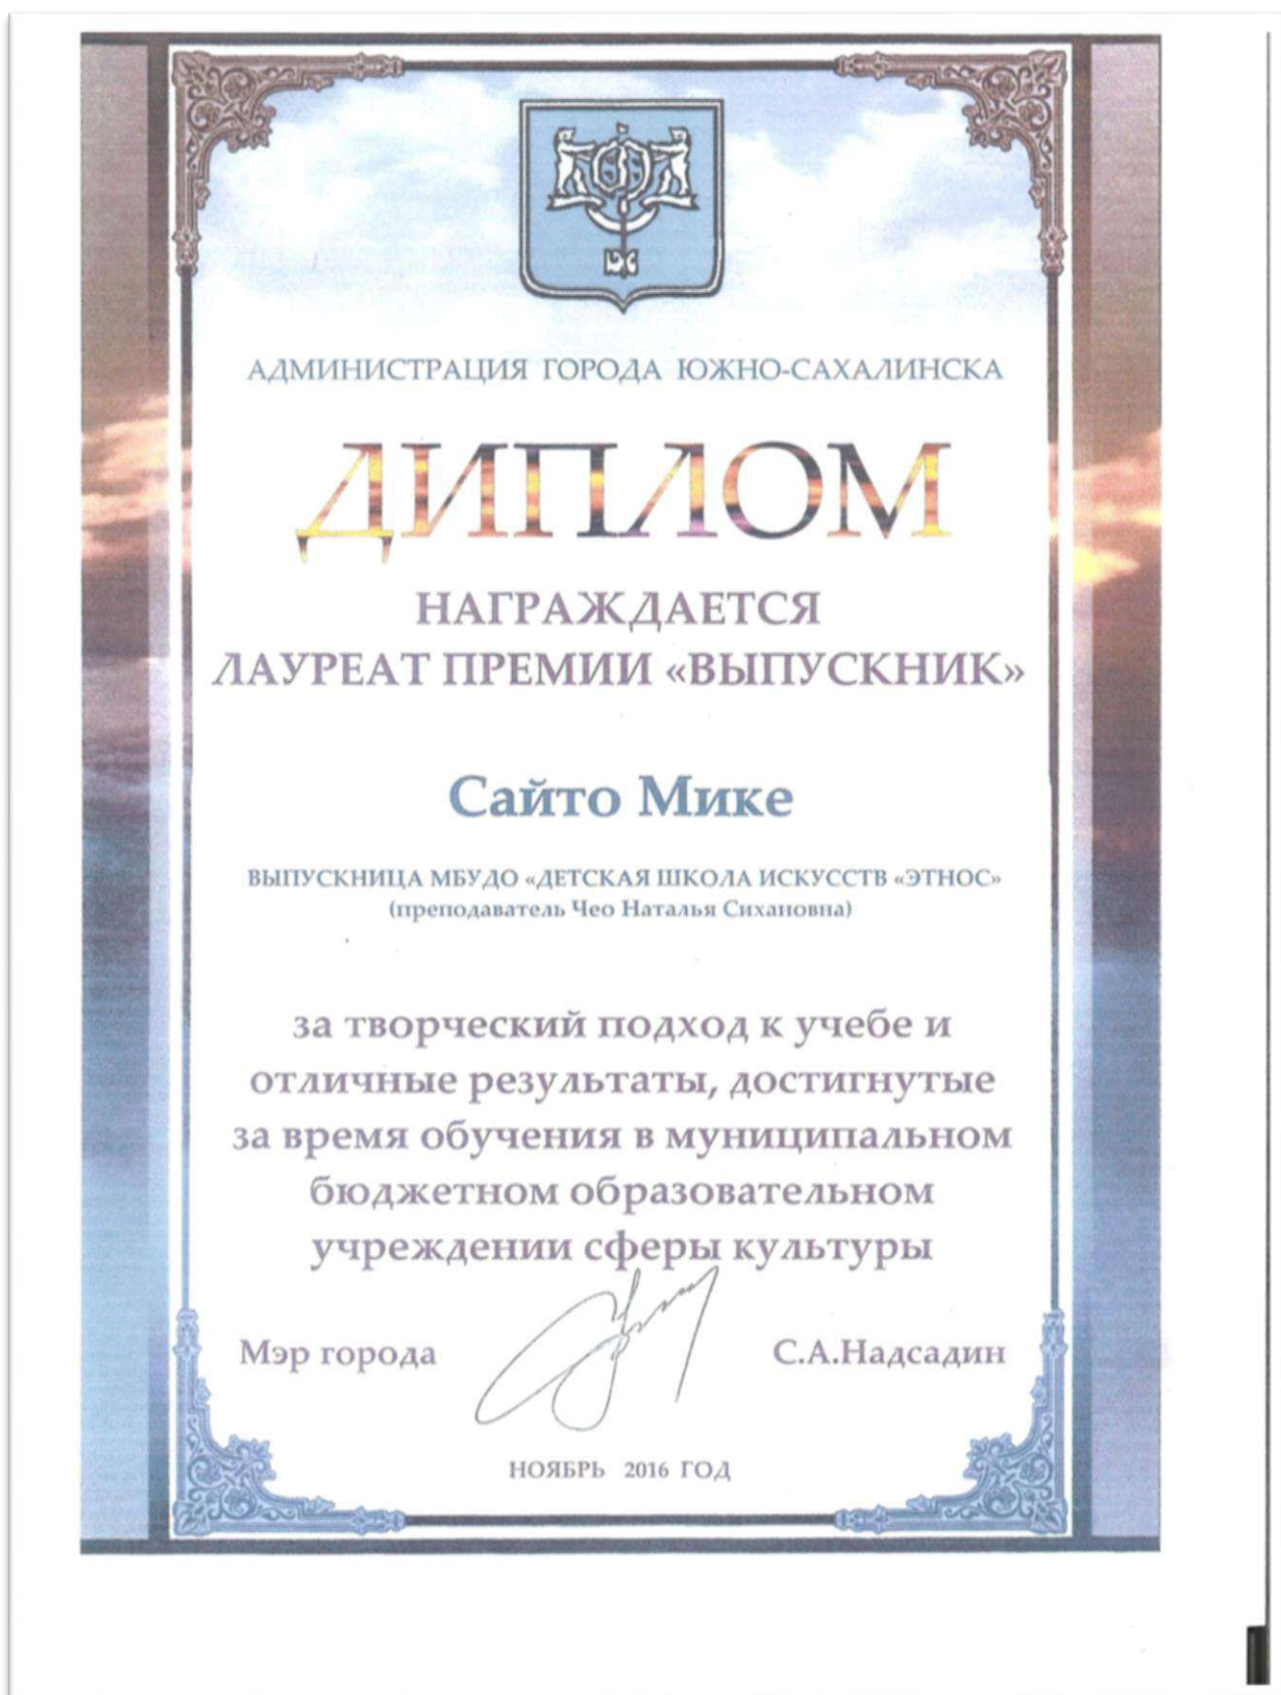 ЮС
АДМИНИСТРАЦИЯ ГОРОДА ЮЖНО-САХАЛИНСКА
ДИПЛОМ
НАГРАЖДАЕТСЯ
ЛАУРЕАТ ПРЕМИИ «ВЫПУСКНИК»
Сайто Мике
ВЫПУСКНИЦА МБУДО «ДЕТСКАЯ ШКОЛА ИСКУССТВ «ЭТНОС»
(преподаватель Чео Наталья Сихановна)
за творческий подход к учебе и
отличные результаты, достигнутые
за время обучения в муниципальном
бюджетном образовательном
учреждении сферы культуры
Мэр города С.А.Надсадин
НОЯБРЬ 2016 ГОД